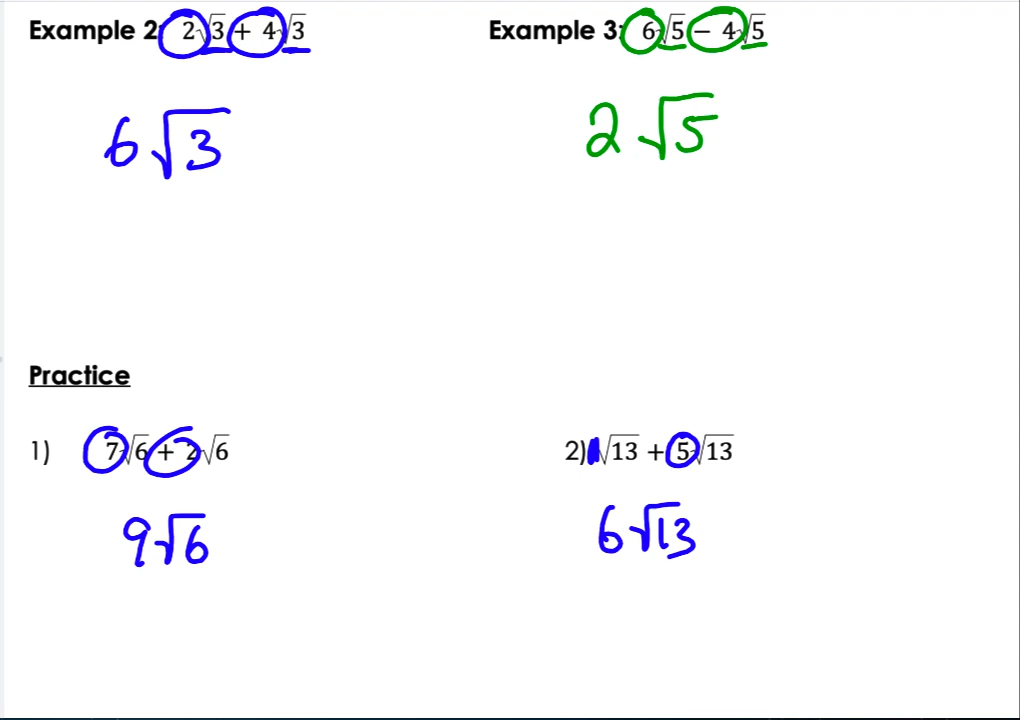 Example 2: 2√3 + 4√3
Example 3: 6√5 − 4√5
6√3
2√5
Practice
1) 7√6 + 2√6
2) 1√13 + 5√13
9√6
6√13